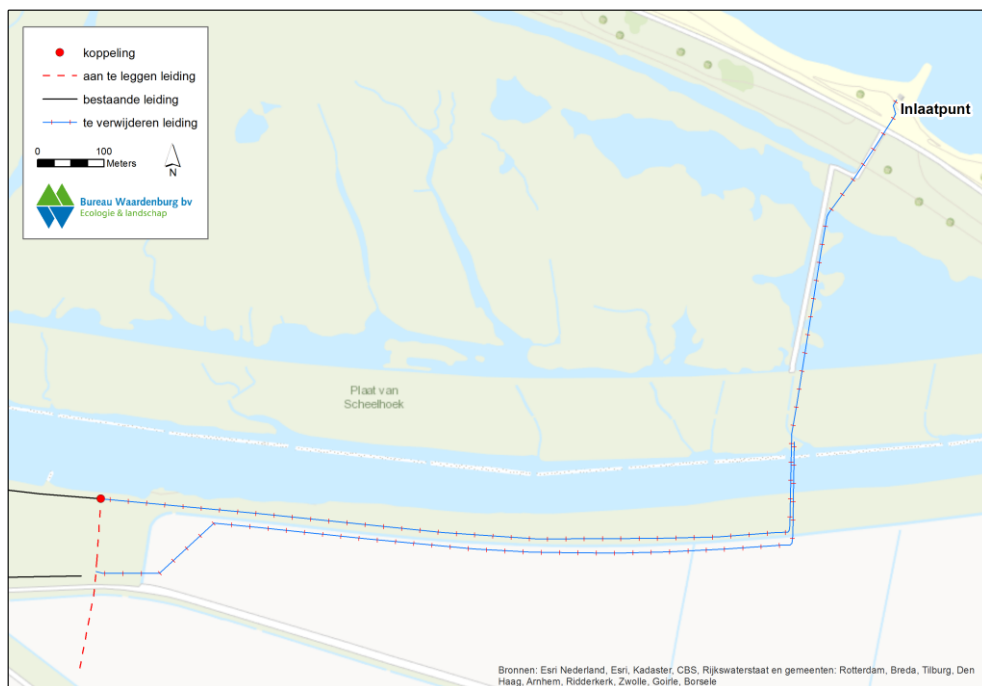 koppeling
aan te leggen leiding
bestaande leiding
te verwijderen leiding
0 100
Meters
N
Bureau Waardenburg bv
Ecologie & landschap
Inlaatpunt
Plaat van
Scheelhoek
Bronnen: Esri Nederland, Esri, Kadaster, CBS, Rijkswaterstaat en gemeenten: Rotterdam, Breda, Tilburg, Den
Haag, Arnhem, Ridderkerk, Zwolle, Goirle, Borsele